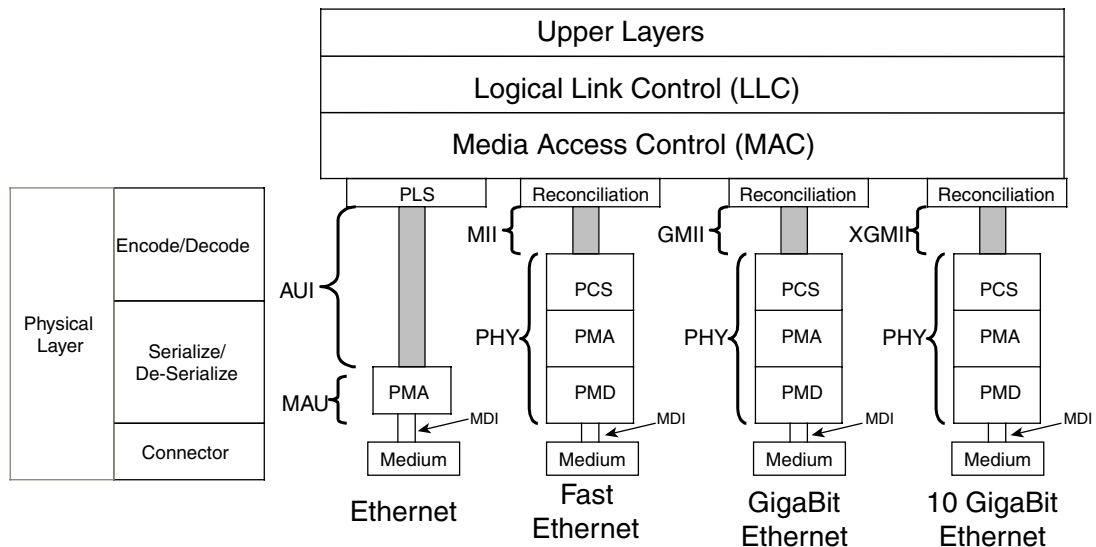 Upper Layers
Logical Link Control (LLC)
Media Access Control (MAC)
PLS
Reconciliation
Reconciliation
Reconciliation
MII
GMII
XGMII
Encode/Decode
AUI
PCS
PCS
PCS
Physical
Layer
Serialize/
De-Serialize
PHY
PMA
PHY
PMA
PHY
PMA
MAU
PMA
PMD
PMD
PMD
MDI
MDI
MDI
MDI
Connector
Medium
Medium
Medium
Medium
Ethernet
Fast
Ethernet
GigaBit
Ethernet
10 GigaBit
Ethernet